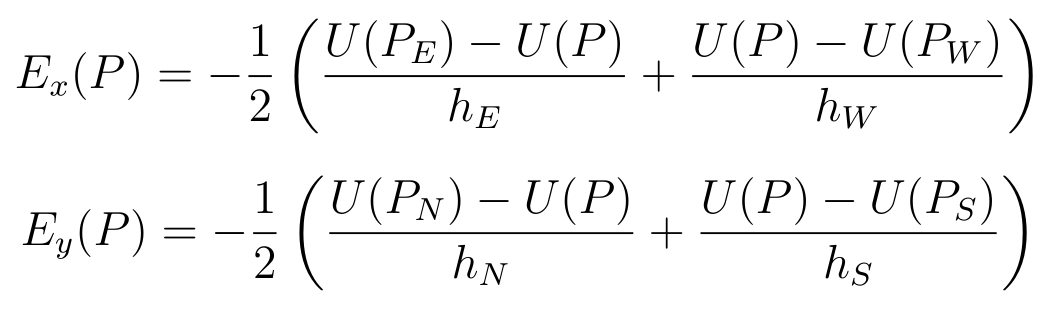 E_x(P) = -\frac{1}{2} \left( \frac{U(P_E) - U(P)}{h_E} + \frac{U(P) - U(P_W)}{h_W} \right)
E_y(P) = -\frac{1}{2} \left( \frac{U(P_N) - U(P)}{h_N} + \frac{U(P) - U(P_S)}{h_S} \right)